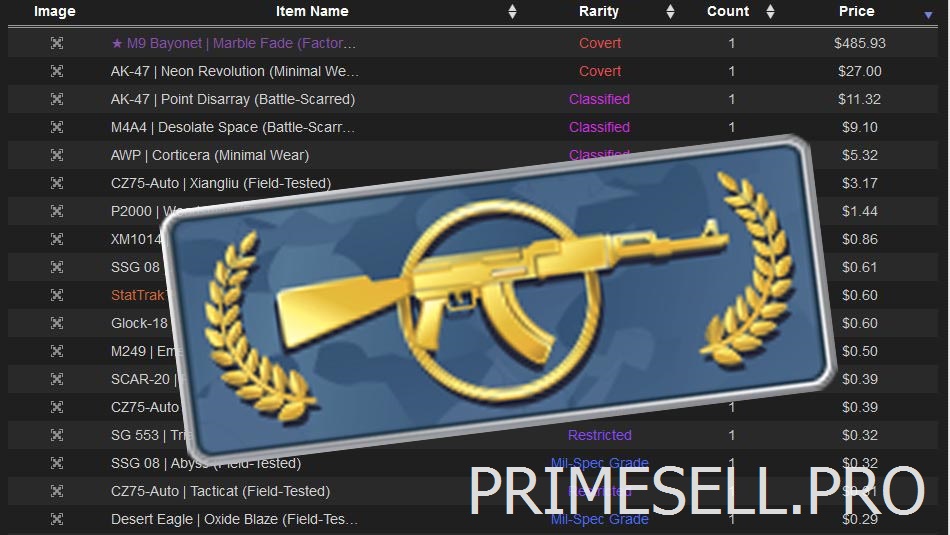 Image Item Name Rarity Count Price
★ M9 Bayonet | Marble Fade (Factor... Covert 1 $485.93
AK-47 | Neon Revolution (Minimal We... Covert 1 $27.00
AK-47 | Point Disarray (Battle-Scarred) Classified 1 $11.32
M4A4 | Desolate Space (Battle-Scarr... Classified 1 $9.10
AWP | Corticera (Minimal Wear) Classified $5.32
CZ75-Auto | Xiangliu (Field-Tested) $3.17
P2000 | $1.44
XM1014 $0.86
SSG 08 $0.61
StatTrak $0.60
Glock-18 $0.60
M249 | $0.50
SCAR-20 | $0.39
CZ75-Auto 1 $0.39
SG 553 | Restricted 1 $0.32
SSG 08 | Abyss (Field-Tested) Mil-Spec Grade 1 $0.32
CZ75-Auto | Tacticat (Field-Tested) Restricted
Desert Eagle | Oxide Blaze (Field-Tes... Mil-Spec Grade 1 $0.29
PRIMESELL.PRO